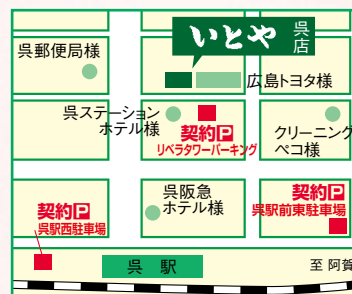 いとや 呉店
呉郵便局様
広島トヨタ様
呉ステーション
ホテル様
契約P
リベラタワーパーキング
クリーニング
ペコ様
契約P
呉駅西駐車場
呉阪急
ホテル様
契約P
呉駅前東駐車場
呉駅
至 阿賀